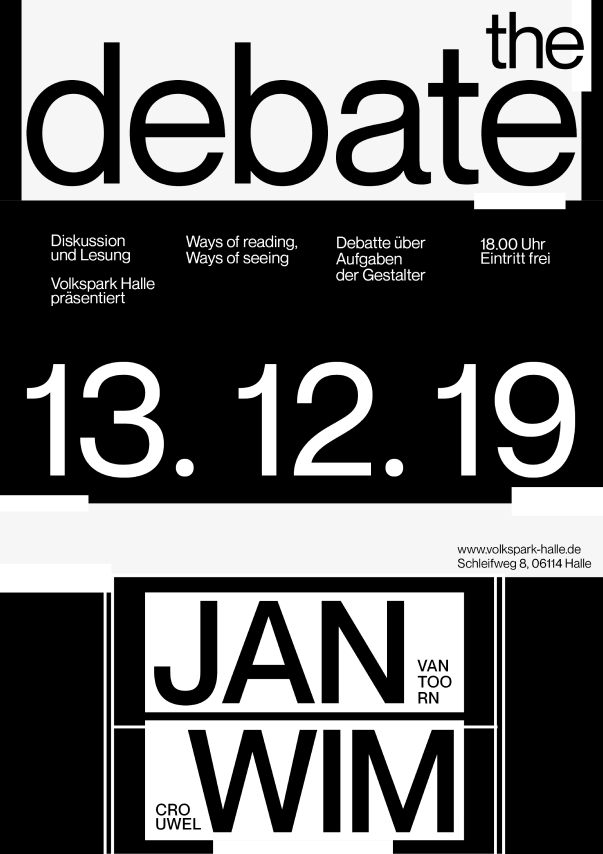 the
debate
Diskussion
und Lesung
Volkspark Halle
präsentiert
Ways of reading,
Ways of seeing
Debatte über
Aufgaben
der Gestalter
18.00 Uhr
Eintritt frei
13. 12. 19
www.volkspark-halle.de
Schleifweg 8, 06114 Halle
JAN
VAN
TOO
RN
WIM
CRO
UWEL